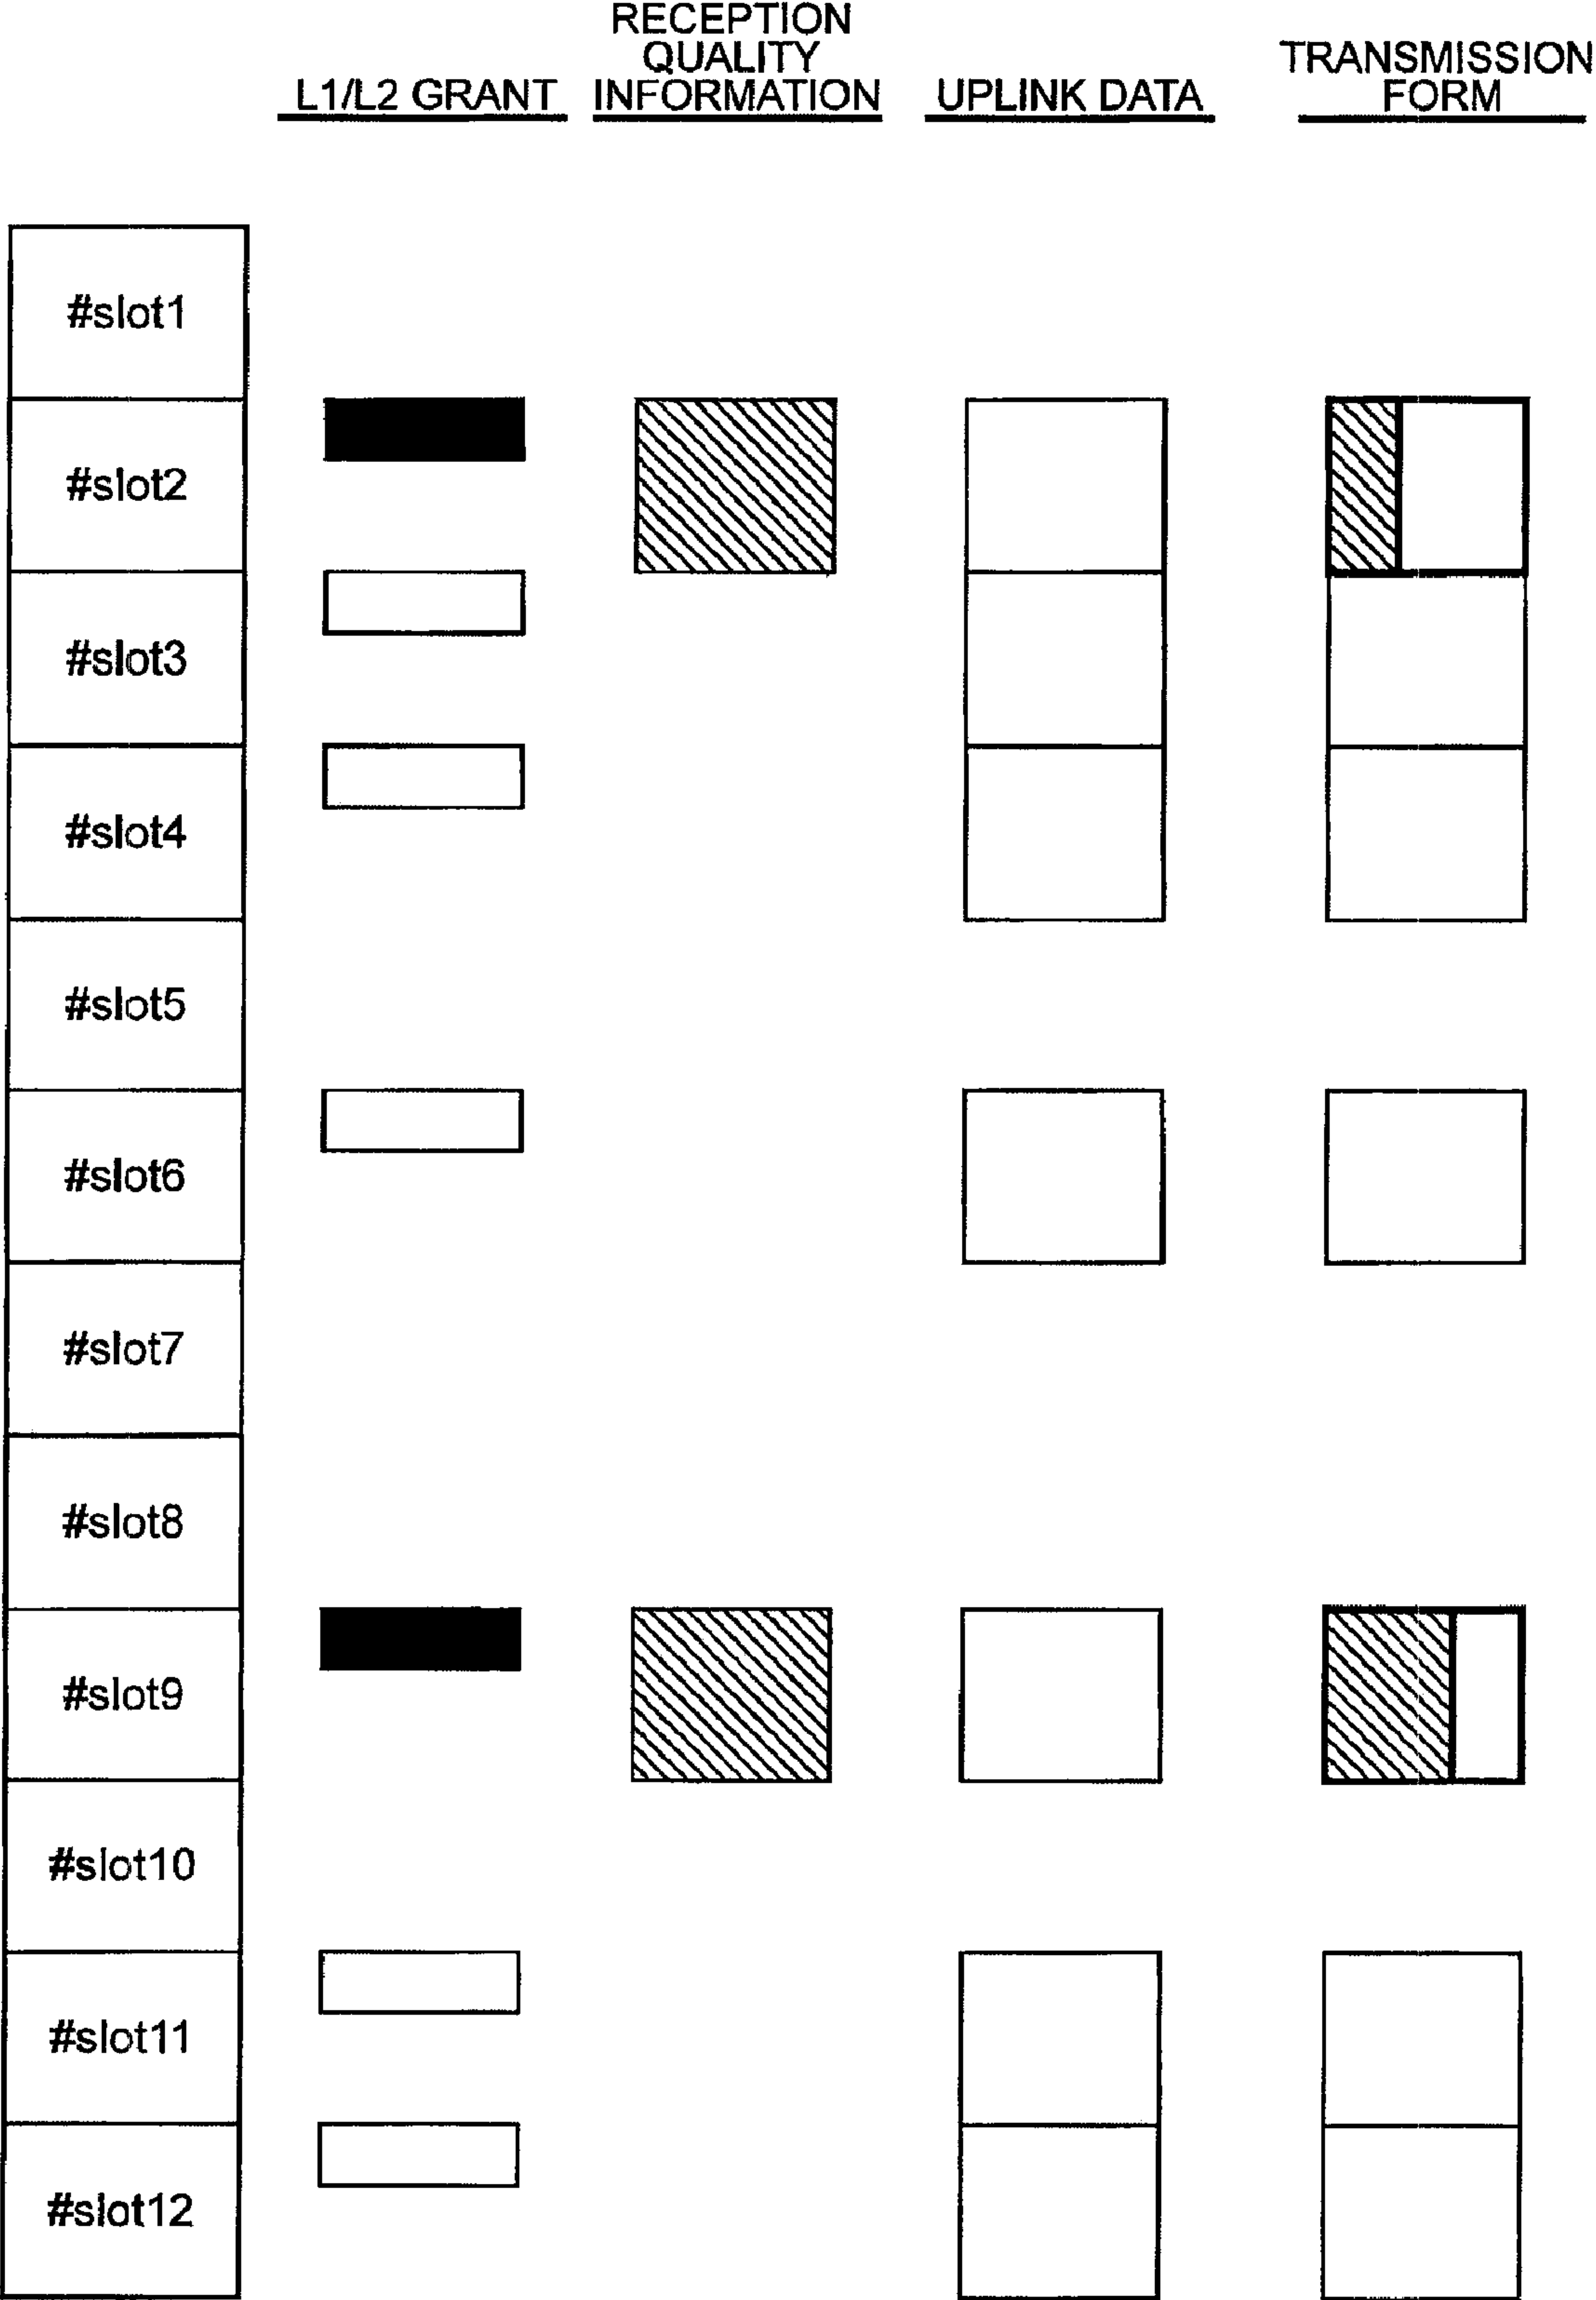 L1/L2 GRANT
RECEPTION
QUALITY
INFORMATION
UPLINK DATA
TRANSMISSION
FORM
#slot1
#slot2
#slot3
#slot4
#slot5
#slot6
#slot7
#slot8
#slot9
#slot10
#slot11
#slot12